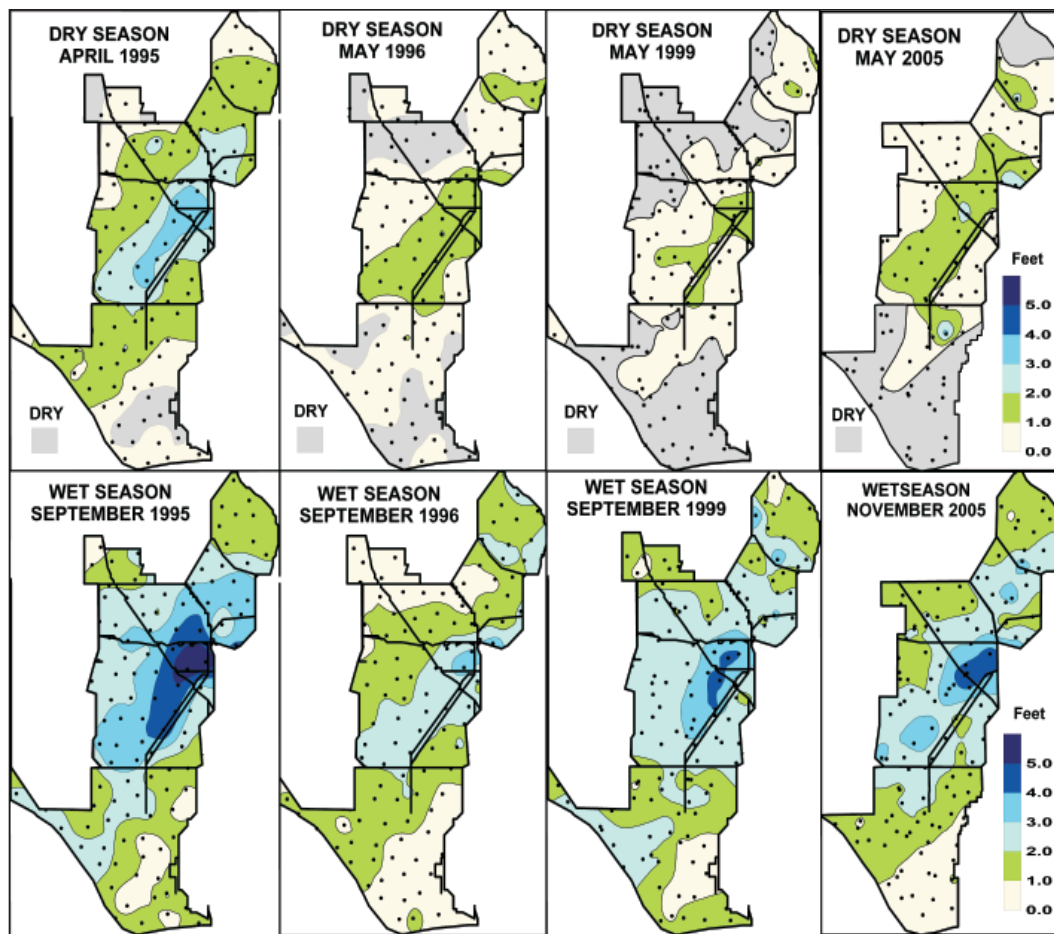 DRY SEASON
APRIL 1995
DRY
DRY SEASON
MAY 1996
DRY
DRY SEASON
MAY 1999
DRY
DRY SEASON
MAY 2005
DRY
Feet
5.0
4.0
3.0
2.0
1.0
0.0
WET SEASON
SEPTEMBER 1995
WET SEASON
SEPTEMBER 1996
WET SEASON
SEPTEMBER 1999
WETSEASON
NOVEMBER 2005
Feet
5.0
4.0
3.0
2.0
1.0
0.0